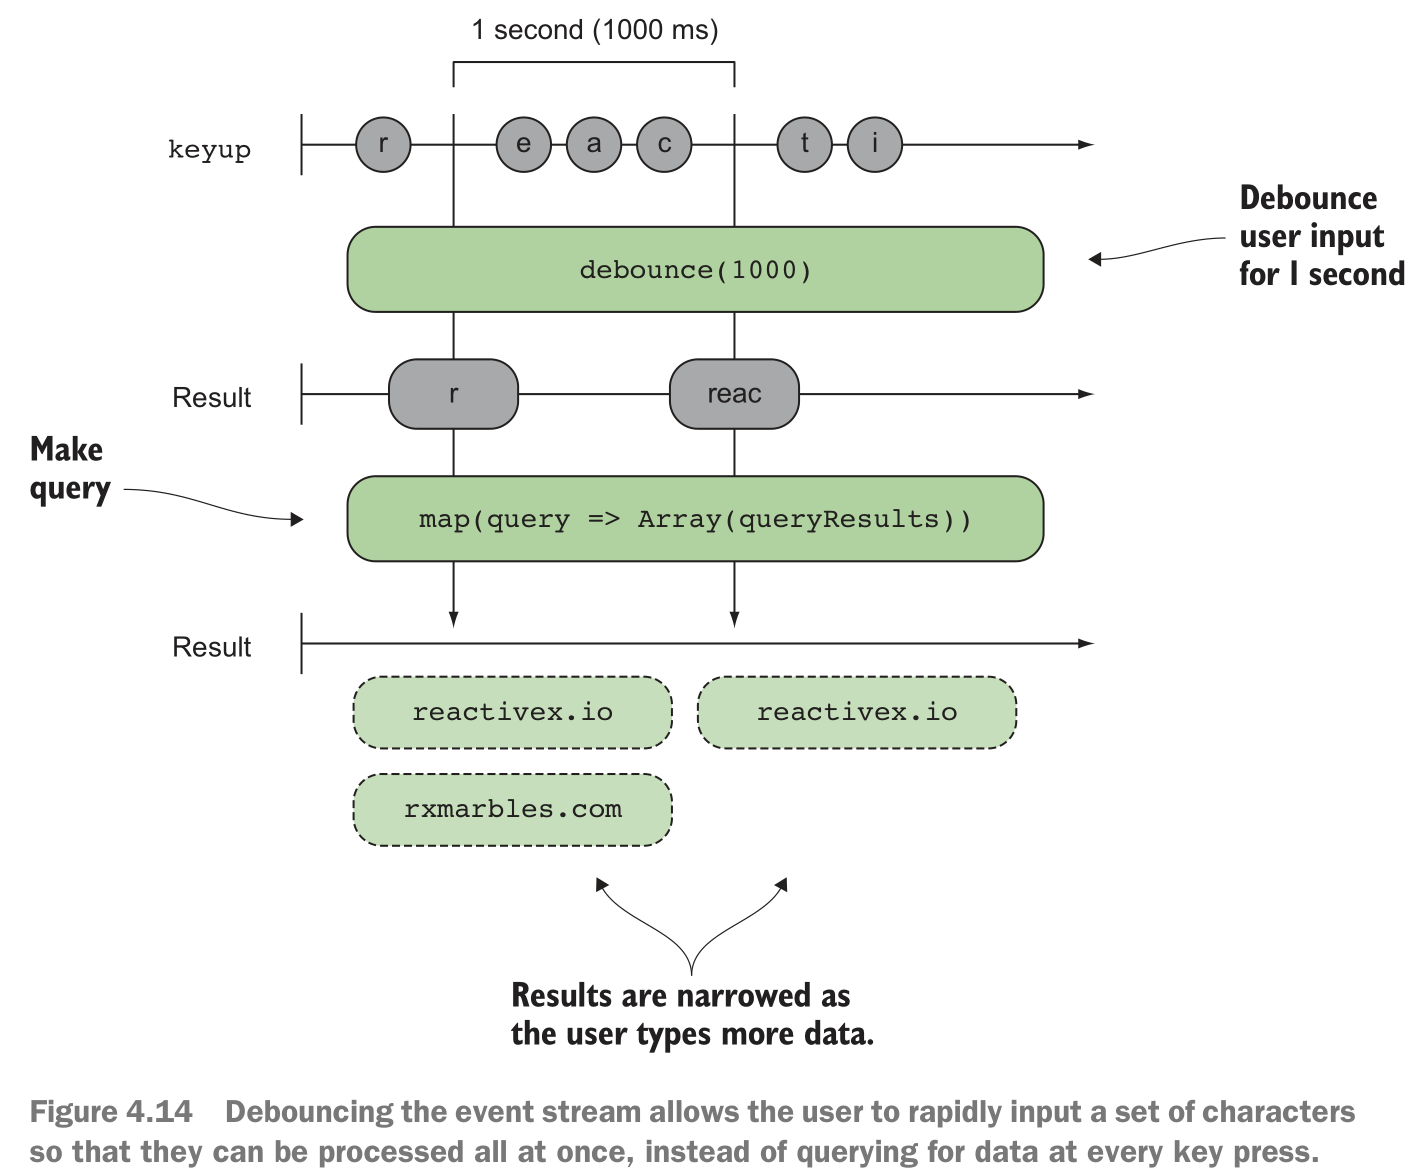 1 second (1000 ms)
keyup
r
e
a
c
t
i
Debounce
user input
for 1 second
debounce(1000)
Result
r
reac
Make
query
map(query => Array(queryResults))
Result
reactivex.io
reactivex.io
rxmarbles.com
Results are narrowed as
the user types more data.
Figure 4.14 Debouncing the event stream allows the user to rapidly input a set of characters
so that they can be processed all at once, instead of querying for data at every key press.